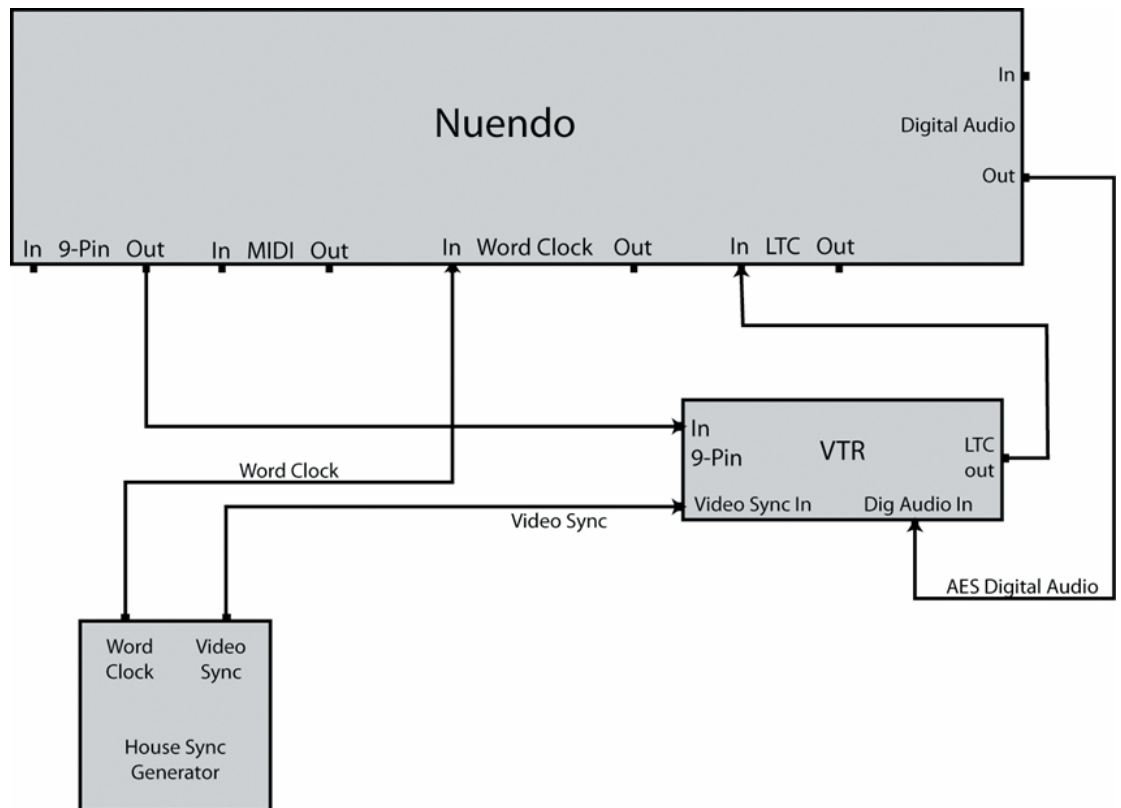 In
Nuendo
Digital Audio
Out
In 9-Pin Out In MIDI Out In Word Clock Out In LTC Out
In
9-Pin
VTR
LTC
out
Video Sync In Dig Audio In
Word Clock
Video Sync
AES Digital Audio
Word
Clock
Video
Sync
House Sync
Generator